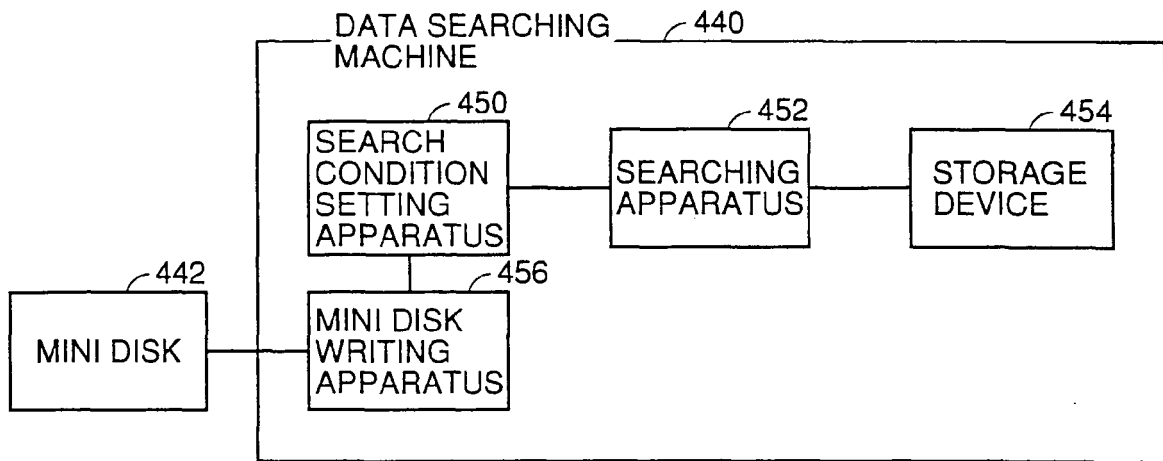 DATA SEARCHING
MACHINE
440
450
SEARCH
CONDITION
SETTING
APPARATUS
452
SEARCHING
APPARATUS
454
STORAGE
DEVICE
442
MINI DISK
456
MINI DISK
WRITING
APPARATUS